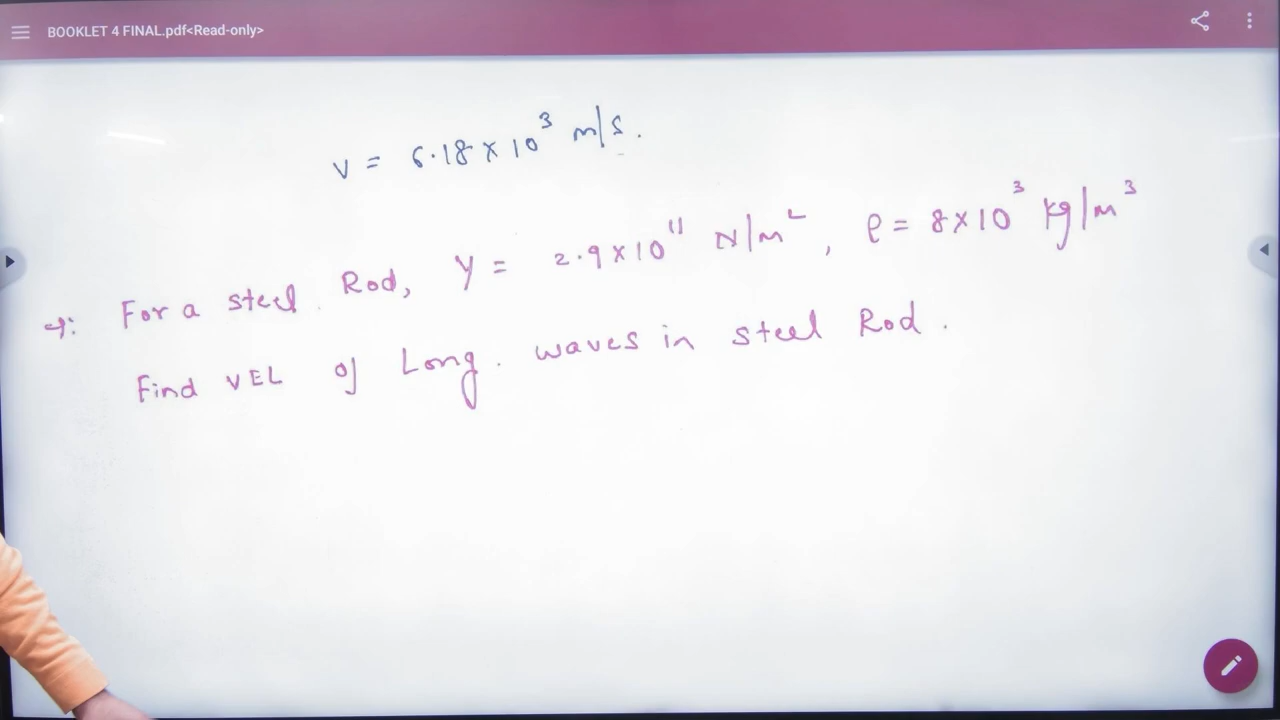 BOOKLET 4 FINAL.pdf<Read-only>
v = 6.18 × 10³ m/s.
For a steel Rod, Y = 2.9 × 10¹¹ N/m², ρ = 8 × 10³ kg/m³
Find VEL of Long. waves in steel Rod.